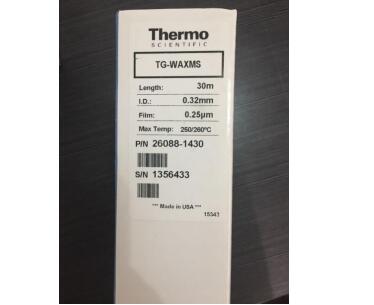 Thermo
SCIENTIFIC
TG-WAXMS
Length: 30m
I.D.: 0.32mm
Film: 0.25µm
Max Temp: 250/260ºC
P/N 26088-1430
S/N 1356433
*** Made in USA ***
15343